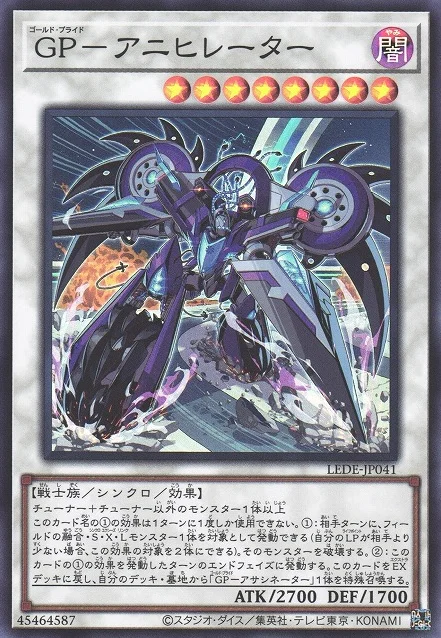 ゴールド・プライド
GP－アニヒレーター
やみ
闇
LEDE-JP041
【戦士族／シンクロ／効果】
チューナー＋チューナー以外のモンスター1体以上
このカード名の①の効果は1ターンに1度しか使用できない。①：相手ターンに、フィー
ルドの融合・S・X・Lモンスター1体を対象として発動できる（自分のLPが相手よ
り少ない場合、この効果の対象を2体にできる）。そのモンスターを破壊する。②：この
カードの①の効果を発動したターンのエンドフェイズに発動する。このカードをEX
デッキに戻し、自分のデッキ・墓地から「GP－アサシネーター」1体を特殊召喚する。
ATK/2700 DEF/1700
45464587
©スタジオ・ダイス／集英社・テレビ東京・KONAMI